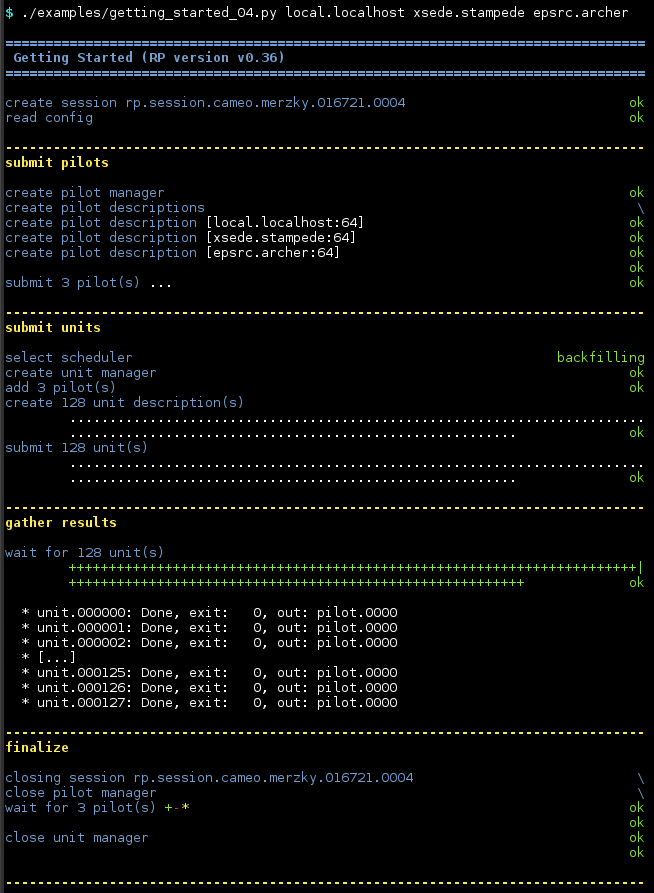 $ ./examples/getting_started_04.py local.localhost xsede.stampede epsrc.archer
================================================================================
Getting Started (RP version v0.36)
================================================================================
create session rp.session.cameo.merzky.016721.0004 ok
read config ok
--------------------------------------------------------------------------------
submit pilots
create pilot manager ok
create pilot descriptions \
create pilot description [local.localhost:64] ok
create pilot description [xsede.stampede:64] ok
create pilot description [epsrc.archer:64] ok
ok
submit 3 pilot(s) ... ok
--------------------------------------------------------------------------------
submit units
select scheduler backfilling
create unit manager ok
add 3 pilot(s) ok
create 128 unit description(s)
........................................................................
........................................................ ok
submit 128 unit(s)
........................................................................
........................................................ ok
--------------------------------------------------------------------------------
gather results
wait for 128 unit(s)
+++++++++++++++++++++++++++++++++++++++++++++++++++++++++++++++++++++++|
+++++++++++++++++++++++++++++++++++++++++++++++++++++++++ ok
* unit.000000: Done, exit: 0, out: pilot.0000
* unit.000001: Done, exit: 0, out: pilot.0000
* unit.000002: Done, exit: 0, out: pilot.0000
* [...]
* unit.000125: Done, exit: 0, out: pilot.0000
* unit.000126: Done, exit: 0, out: pilot.0000
* unit.000127: Done, exit: 0, out: pilot.0000
--------------------------------------------------------------------------------
finalize
closing session rp.session.cameo.merzky.016721.0004 \
close pilot manager \
wait for 3 pilot(s) +-* ok
ok
close unit manager ok
ok
--------------------------------------------------------------------------------